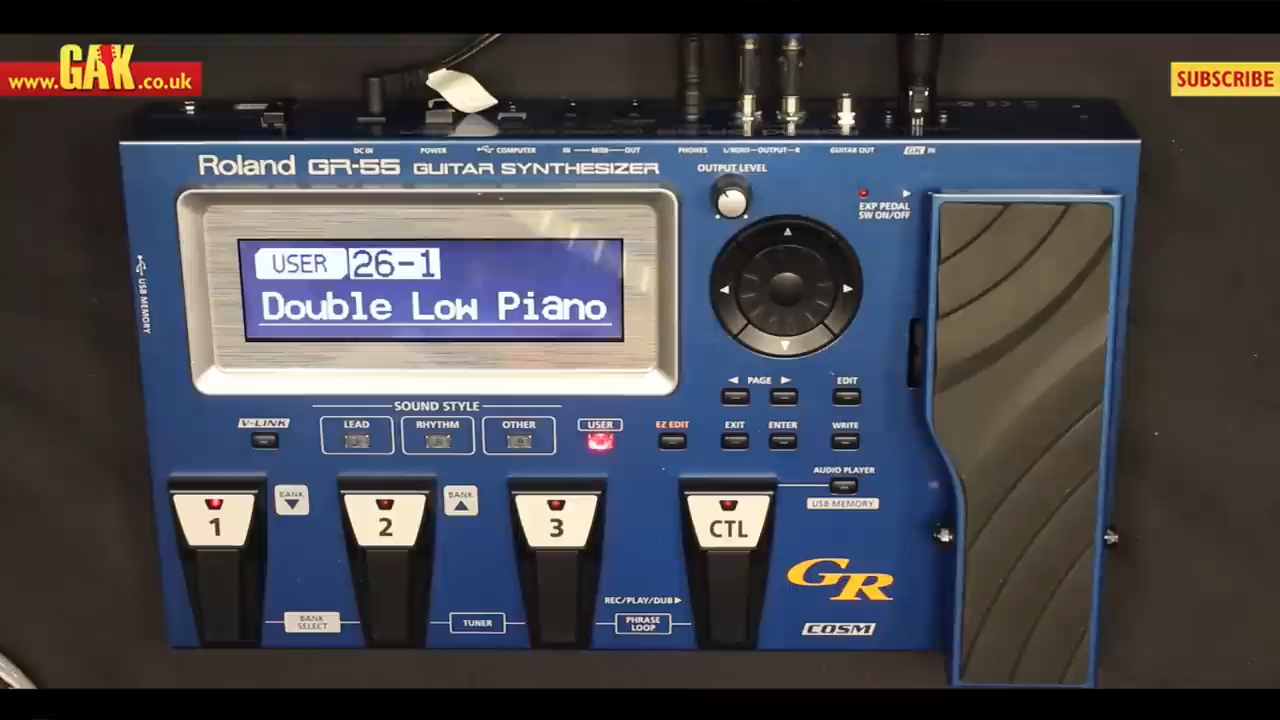 www.GAK.co.uk
SUBSCRIBE
DC IN
POWER
COMPUTER
IN MIDI OUT
PHONES
L/MONO OUTPUT R
GUITAR OUT
GK IN
Roland GR-55 GUITAR SYNTHESIZER
OUTPUT LEVEL
EXP PEDAL
SW ON/OFF
USB MEMORY
USER 26-1
Double Low Piano
PAGE
EDIT
SOUND STYLE
V-LINK
LEAD
RHYTHM
OTHER
USER
EZ EDIT
EXIT
ENTER
WRITE
AUDIO PLAYER
USB MEMORY
1
BANK
2
BANK
3
CTL
GR
REC/PLAY/DUB
BANK
SELECT
TUNER
PHRASE
LOOP
COSM